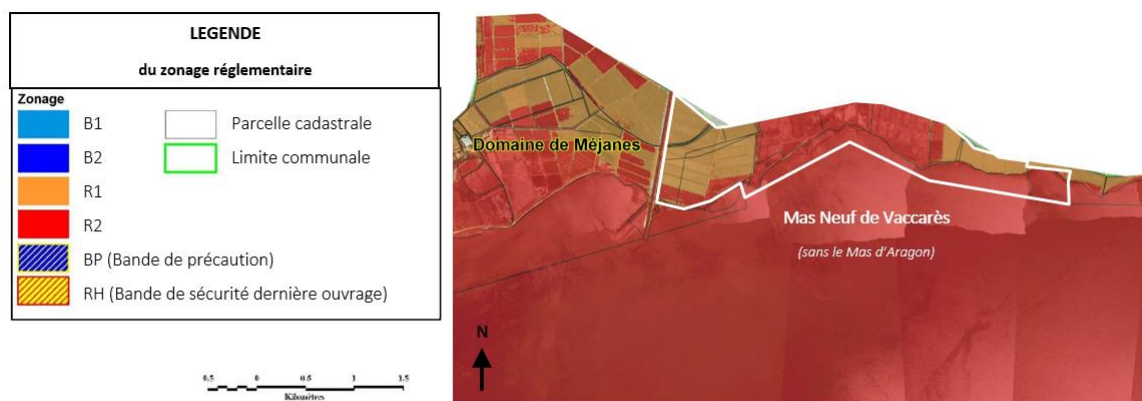 LEGENDE
du zonage réglementaire
Zonage
B1
Parcelle cadastrale
B2
Limite communale
R1
R2
BP (Bande de précaution)
RH (Bande de sécurité dernière ouvrage)
0.5 0 0.5 1 1.5
Kilomètres
Domaine de Méjanes
Mas Neuf de Vaccarès
(sans le Mas d'Aragon)
N